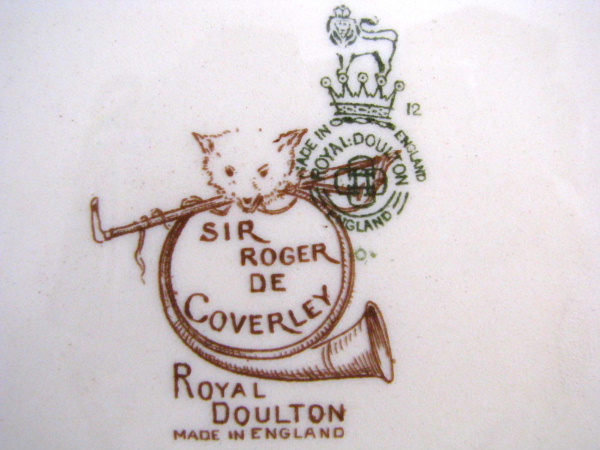 12
MADE IN ENGLAND
ROYAL·DOULTON
ENGLAND
SIR
ROGER
DE
COVERLEY
ROYAL
DOULTON
MADE IN ENGLAND